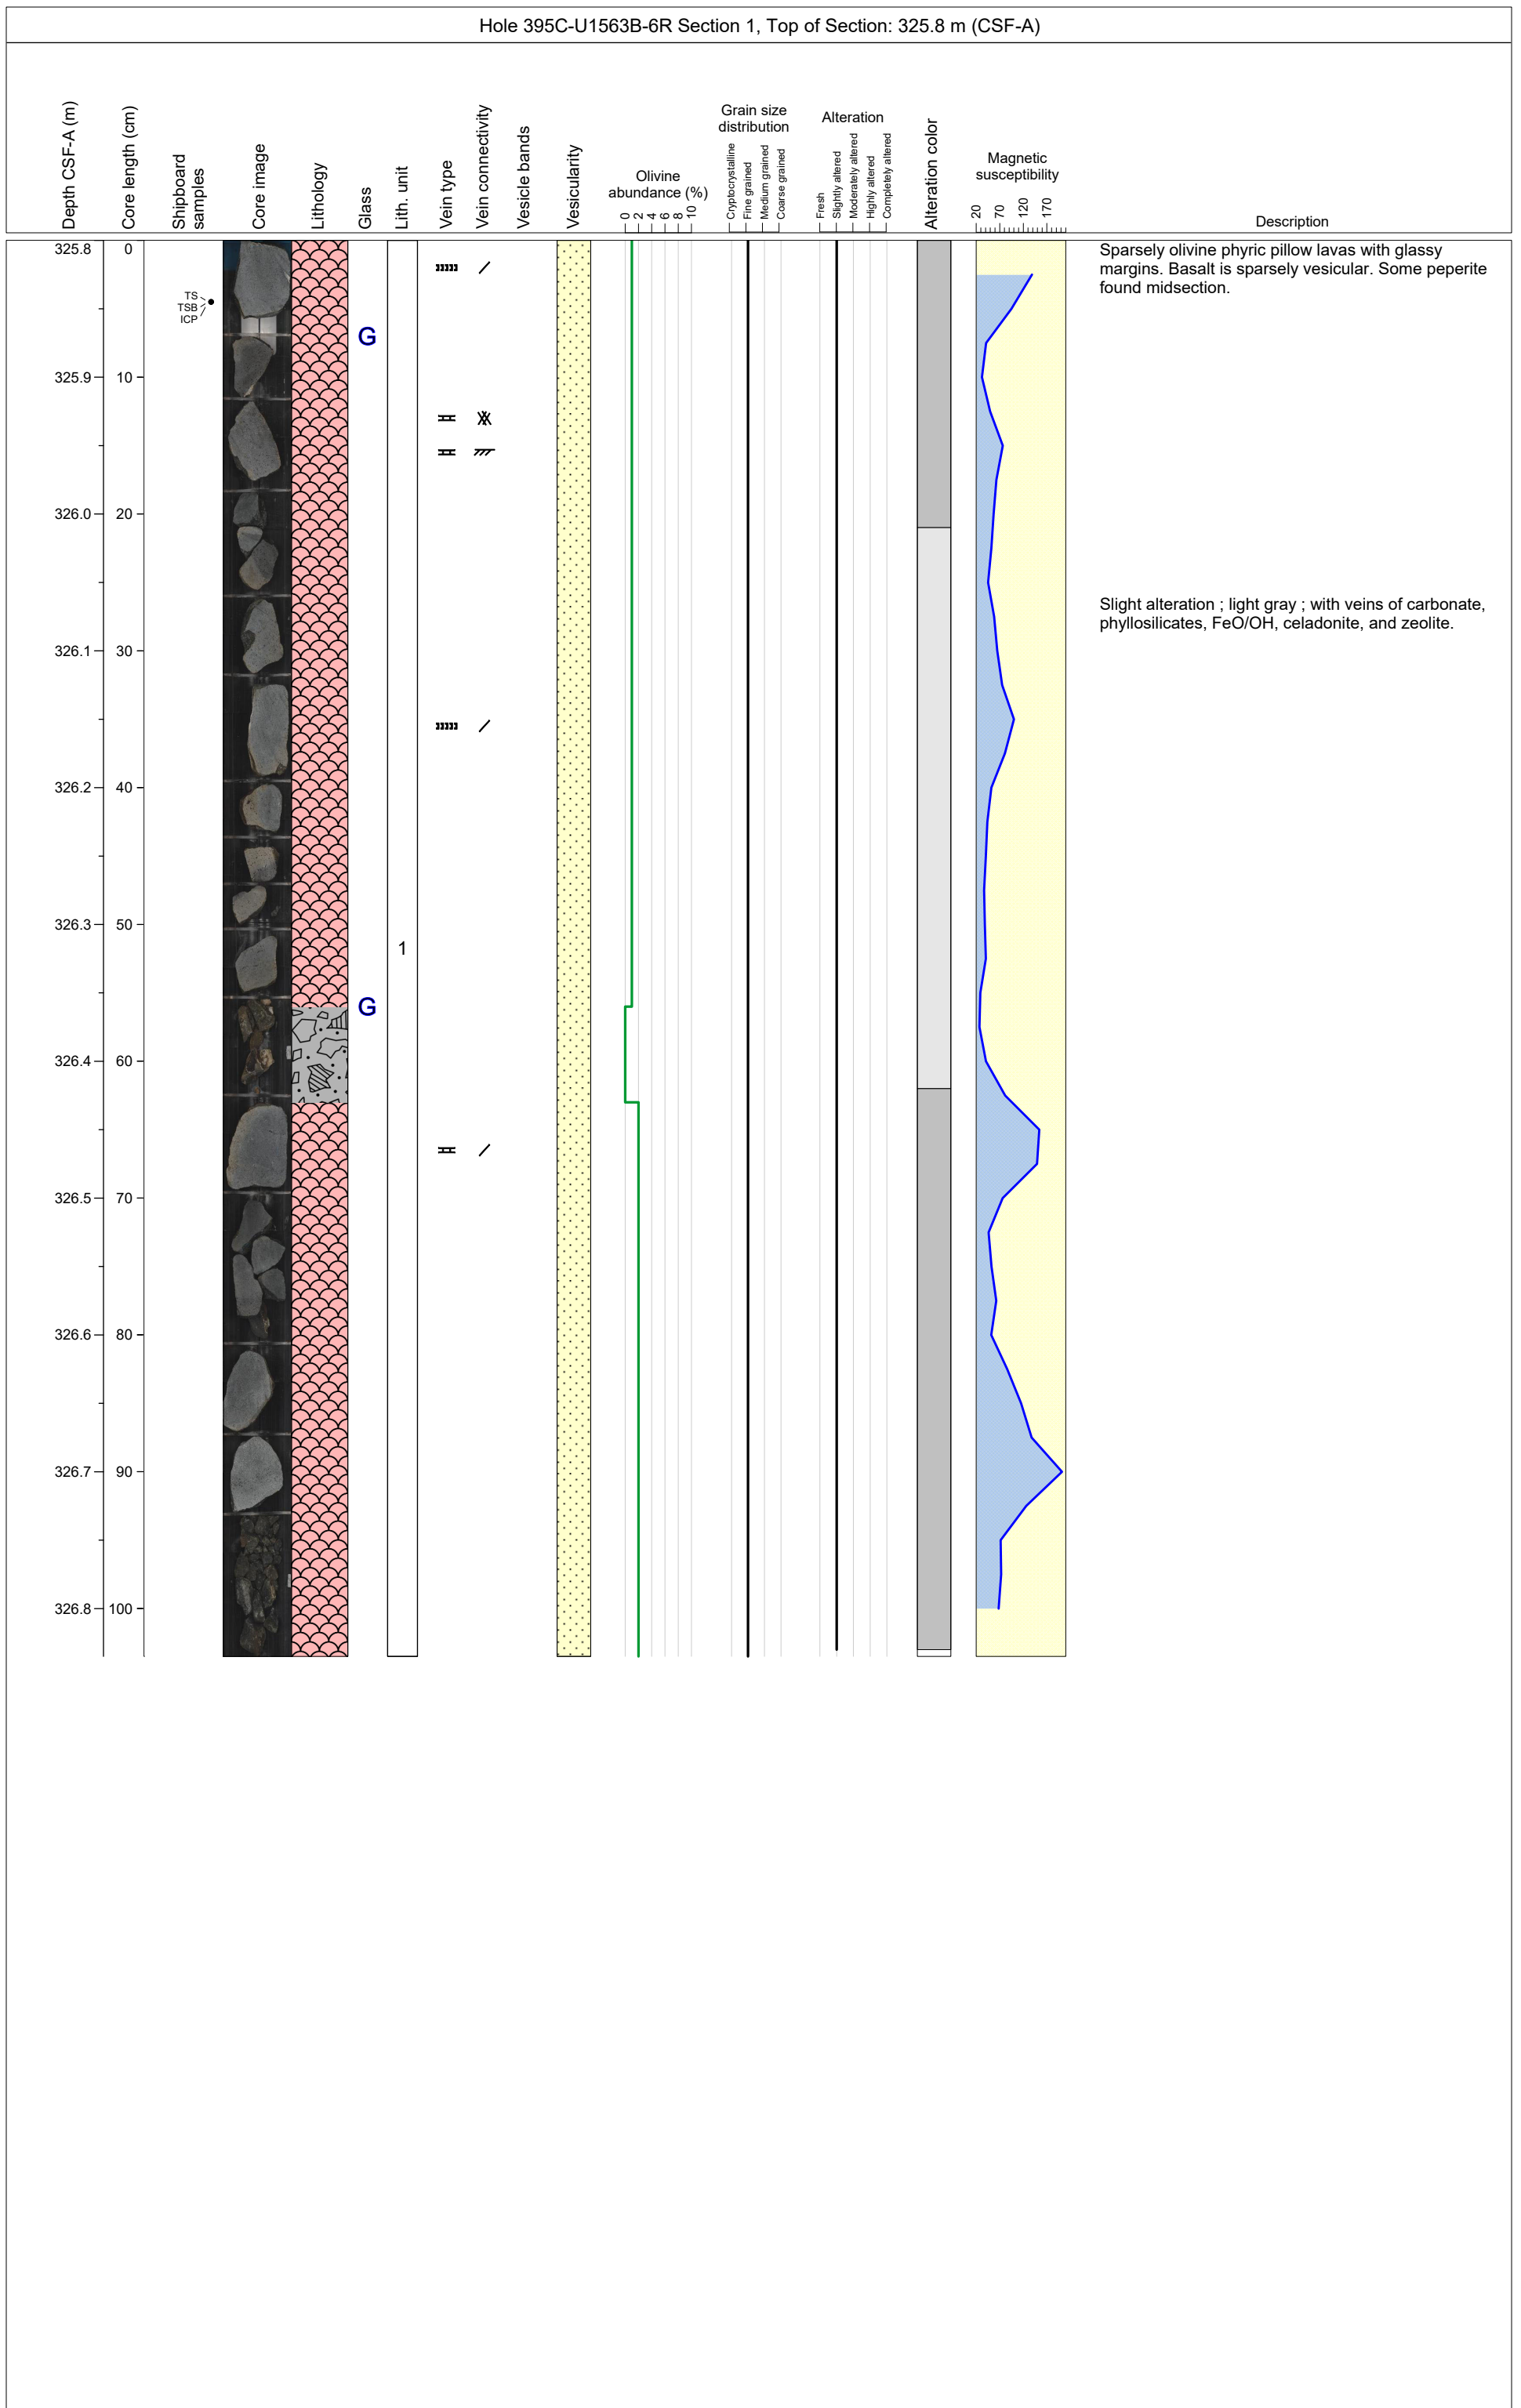 Hole 395C-U1563B-6R Section 1, Top of Section: 325.8 m (CSF-A)
Depth CSF-A (m)
Core length (cm)
Shipboard
samples
Core image
Lithology
Glass
Lith. unit
Vein type
Vein connectivity
Vesicle bands
Vesicularity
Olivine
abundance (%)
0 2 4 6 8 10
Grain size
distribution
Cryptocrystalline
Fine grained
Medium grained
Coarse grained
Alteration
Fresh
Slightly altered
Moderately altered
Highly altered
Completely altered
Alteration color
Magnetic
susceptibility
20 70 120 170
Description
325.8 0
Sparsely olivine phyric pillow lavas with glassy
margins. Basalt is sparsely vesicular. Some peperite
found midsection.
TS
TSB
ICP
G
325.9 10
326.0 20
Slight alteration ; light gray ; with veins of carbonate,
phyllosilicates, FeO/OH, celadonite, and zeolite.
326.1 30
326.2 40
326.3 50
1
G
326.4 60
326.5 70
326.6 80
326.7 90
326.8 100